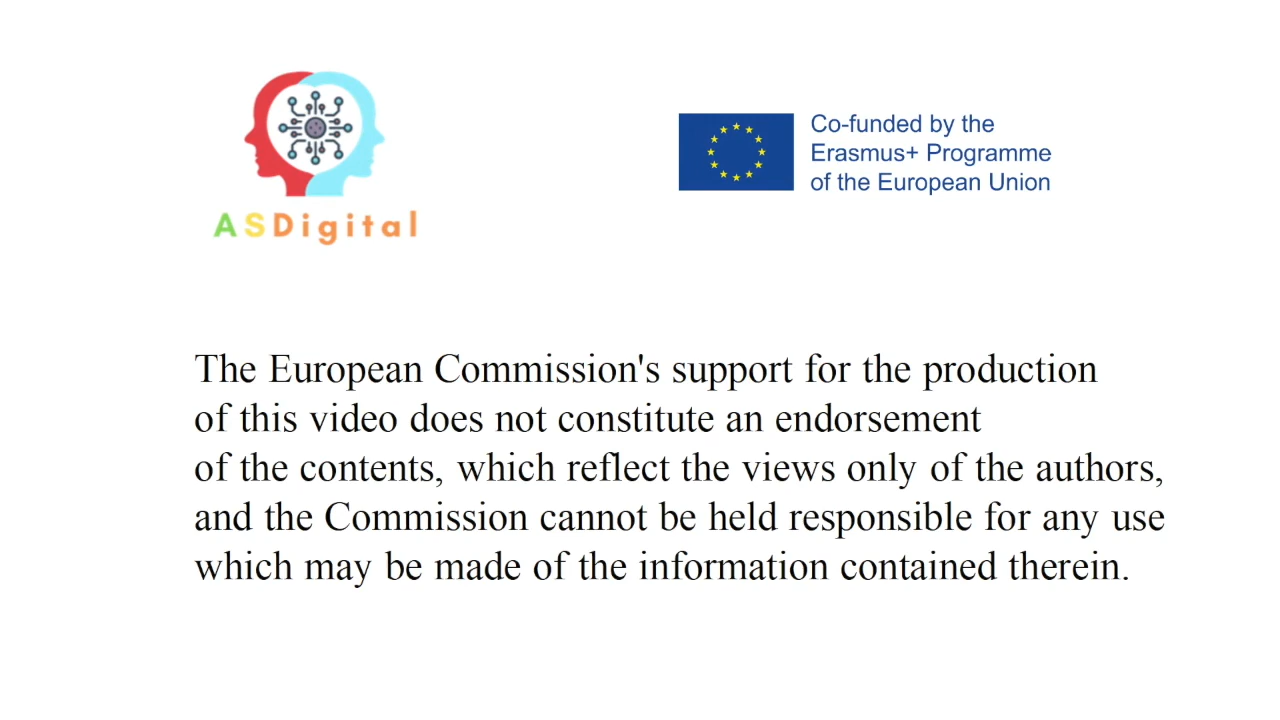 ASDigital
Co-funded by the
Erasmus+ Programme
of the European Union
The European Commission's support for the production
of this video does not constitute an endorsement
of the contents, which reflect the views only of the authors,
and the Commission cannot be held responsible for any use
which may be made of the information contained therein.